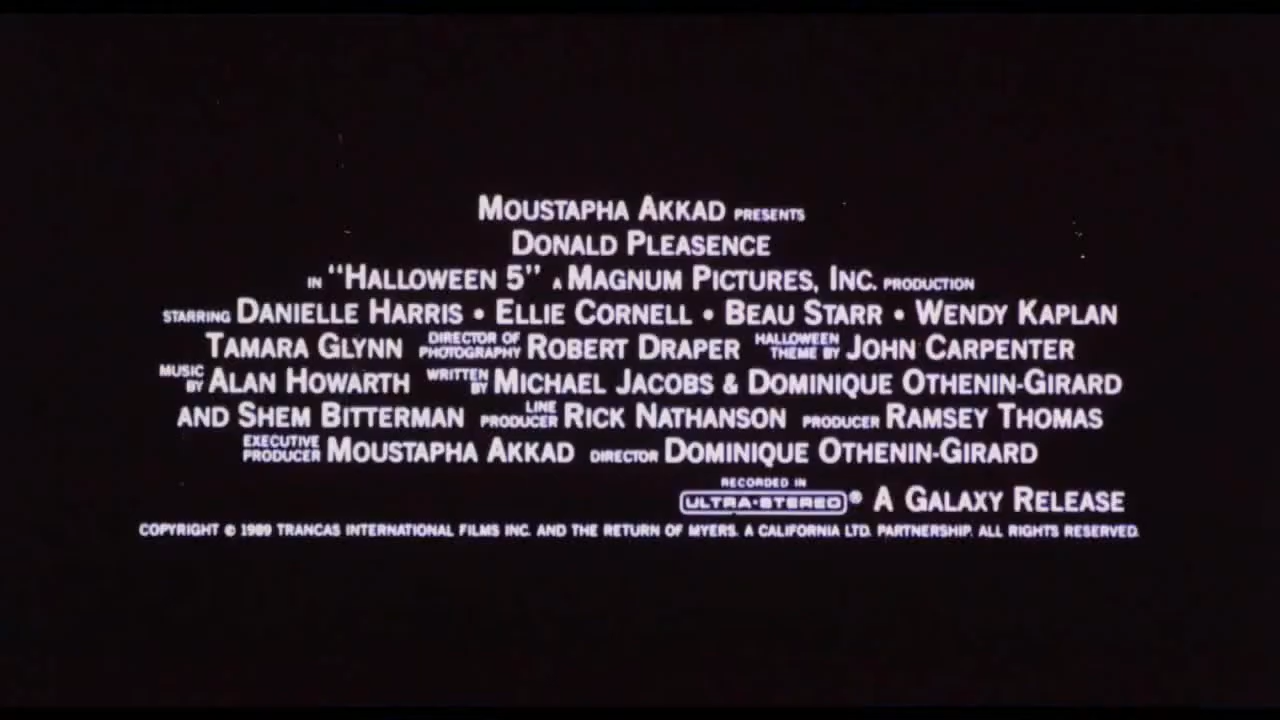 MOUSTAPHA AKKAD PRESENTS
DONALD PLEASENCE
IN "HALLOWEEN 5" A MAGNUM PICTURES, INC. PRODUCTION
STARRING DANIELLE HARRIS • ELLIE CORNELL • BEAU STARR • WENDY KAPLAN
TAMARA GLYNN DIRECTOR OF PHOTOGRAPHY ROBERT DRAPER HALLOWEEN THEME BY JOHN CARPENTER
MUSIC BY ALAN HOWARTH WRITTEN BY MICHAEL JACOBS & DOMINIQUE OTHENIN-GIRARD
AND SHEM BITTERMAN LINE PRODUCER RICK NATHANSON PRODUCER RAMSEY THOMAS
EXECUTIVE PRODUCER MOUSTAPHA AKKAD DIRECTOR DOMINIQUE OTHENIN-GIRARD
RECORDED IN
ULTRA•STEREO® A GALAXY RELEASE
COPYRIGHT © 1989 TRANCAS INTERNATIONAL FILMS INC. AND THE RETURN OF MYERS. A CALIFORNIA LTD. PARTNERSHIP. ALL RIGHTS RESERVED.